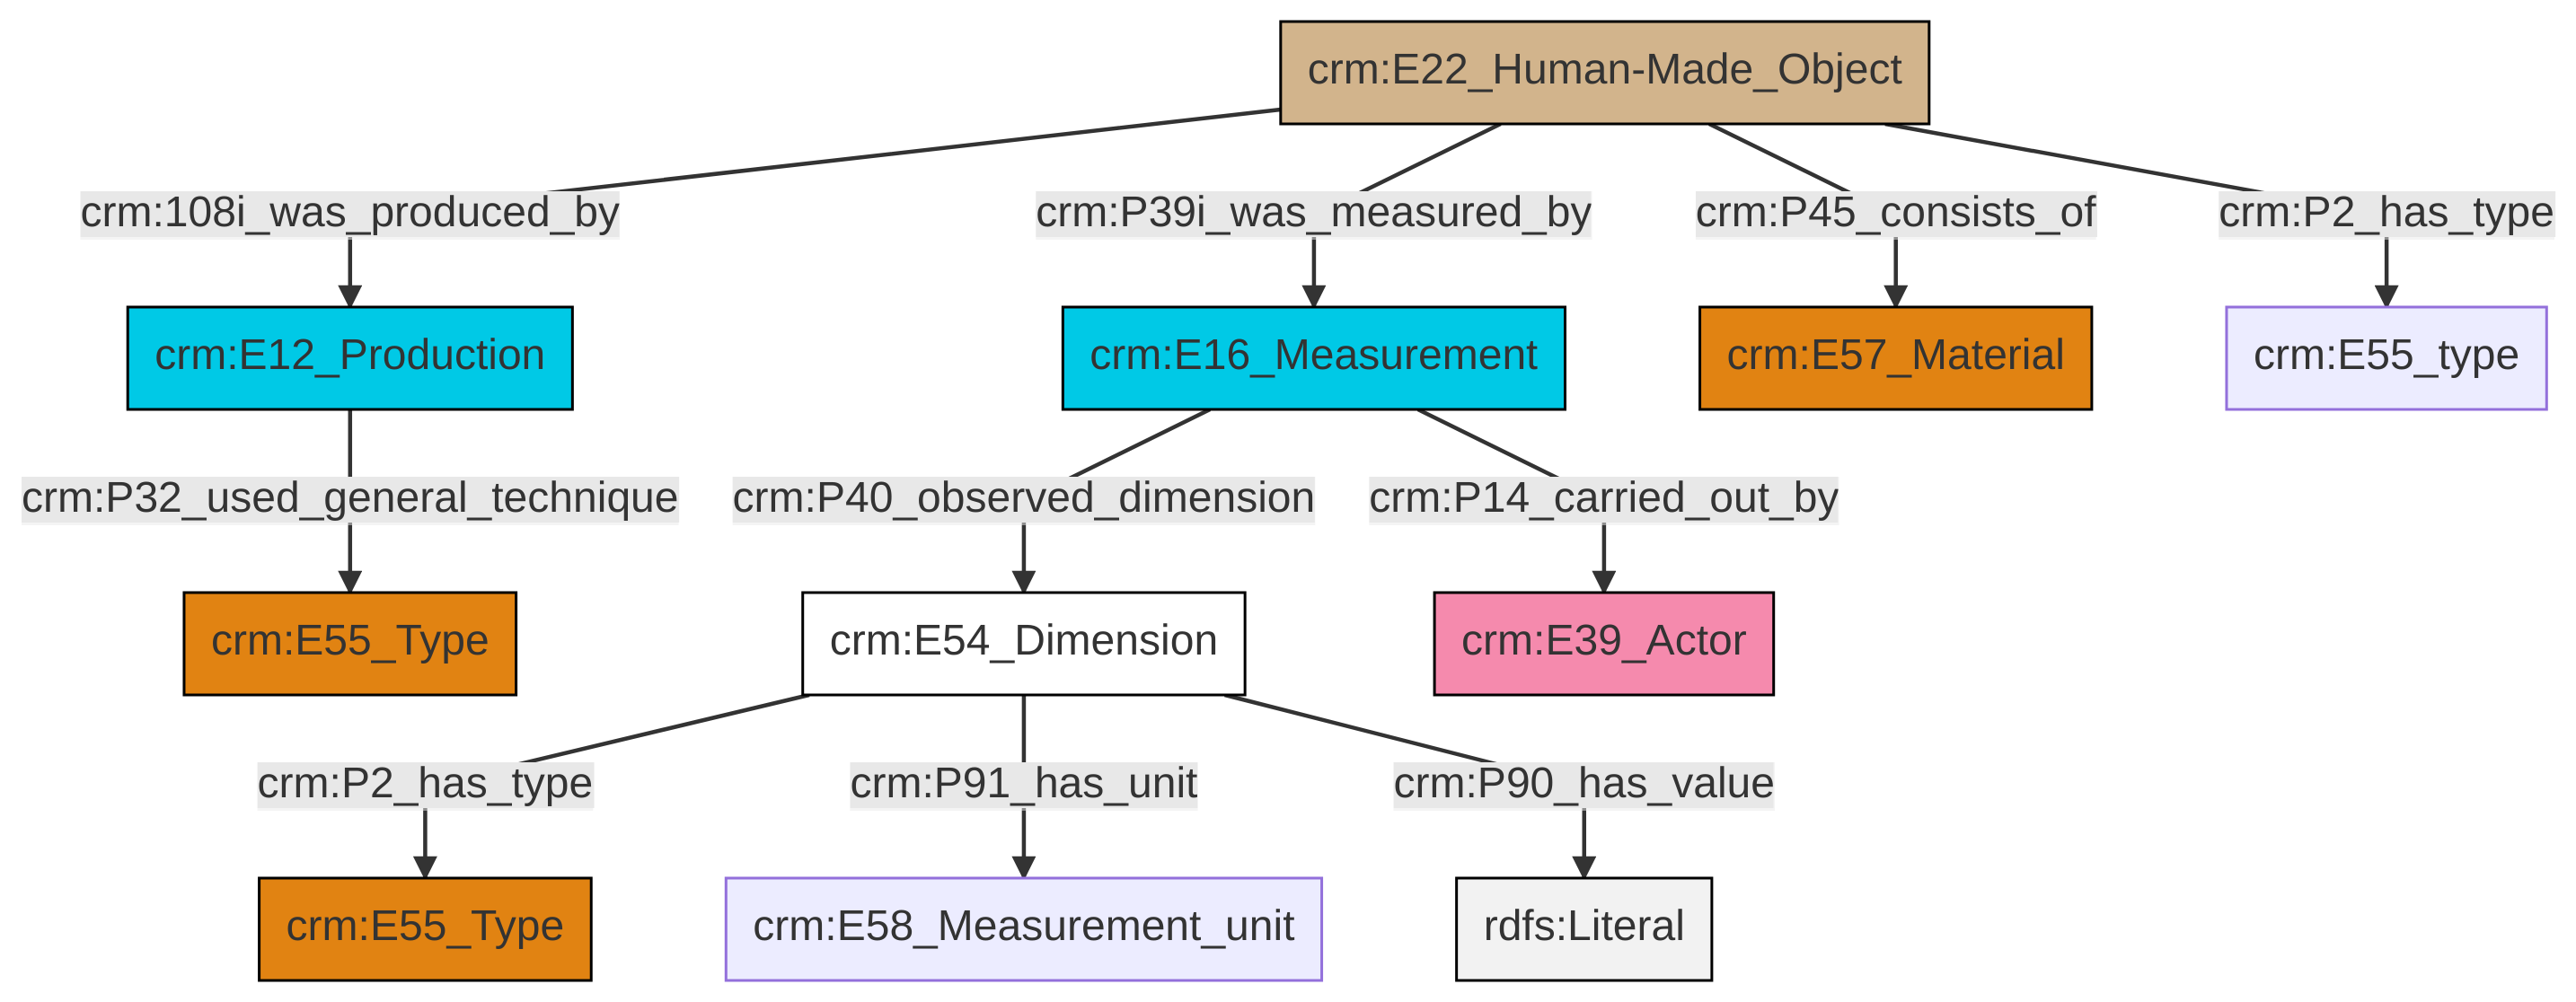 crm:E22_Human-Made_Object
crm:108i_was_produced_by
crm:P39i_was_measured_by
crm:P45_consists_of
crm:P2_has_type
crm:E12_Production
crm:E16_Measurement
crm:E57_Material
crm:E55_type
crm:P32_used_general_technique
crm:P40_observed_dimension
crm:P14_carried_out_by
crm:E55_Type
crm:E54_Dimension
crm:E39_Actor
crm:P2_has_type
crm:P91_has_unit
crm:P90_has_value
crm:E55_Type
crm:E58_Measurement_unit
rdfs:Literal